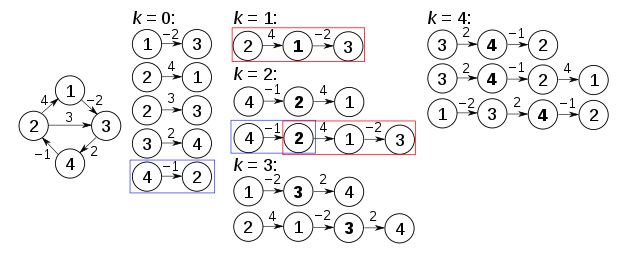 k = 0:
1 -2 3
2 4 1
2 3 3
3 2 4
4 -1 2
k = 1:
2 4 1 -2 3
k = 2:
4 -1 2 4 1
4 -1 2 4 1 -2 3
k = 3:
1 -2 3 2 4
2 4 1 -2 3 2 4
k = 4:
3 2 4 -1 2
3 2 4 -1 2 4 1
1 -2 3 2 4 -1 2
1
4 -2
2 3 3
-1 2
4